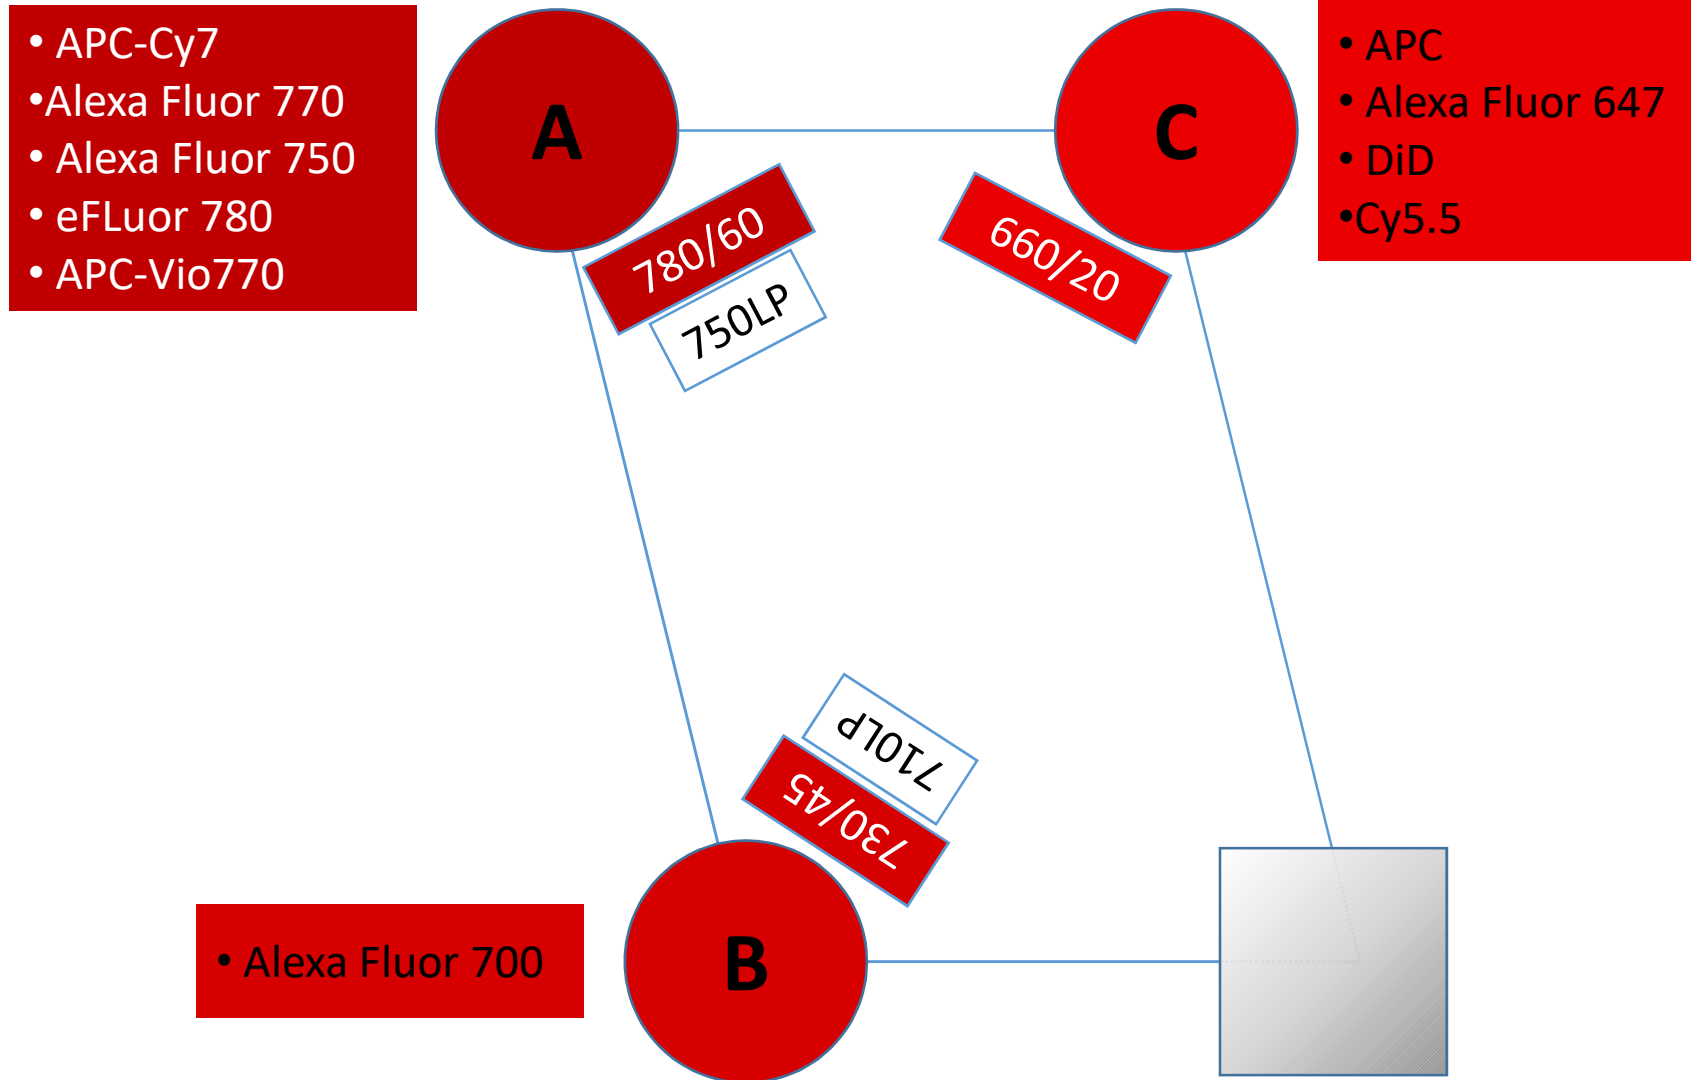 • APC-Cy7
•Alexa Fluor 770
• Alexa Fluor 750
• eFLuor 780
• APC-Vio770
A
780/60
750LP
C
660/20
• APC
• Alexa Fluor 647
• DiD
•Cy5.5
710LP
730/45
• Alexa Fluor 700
B